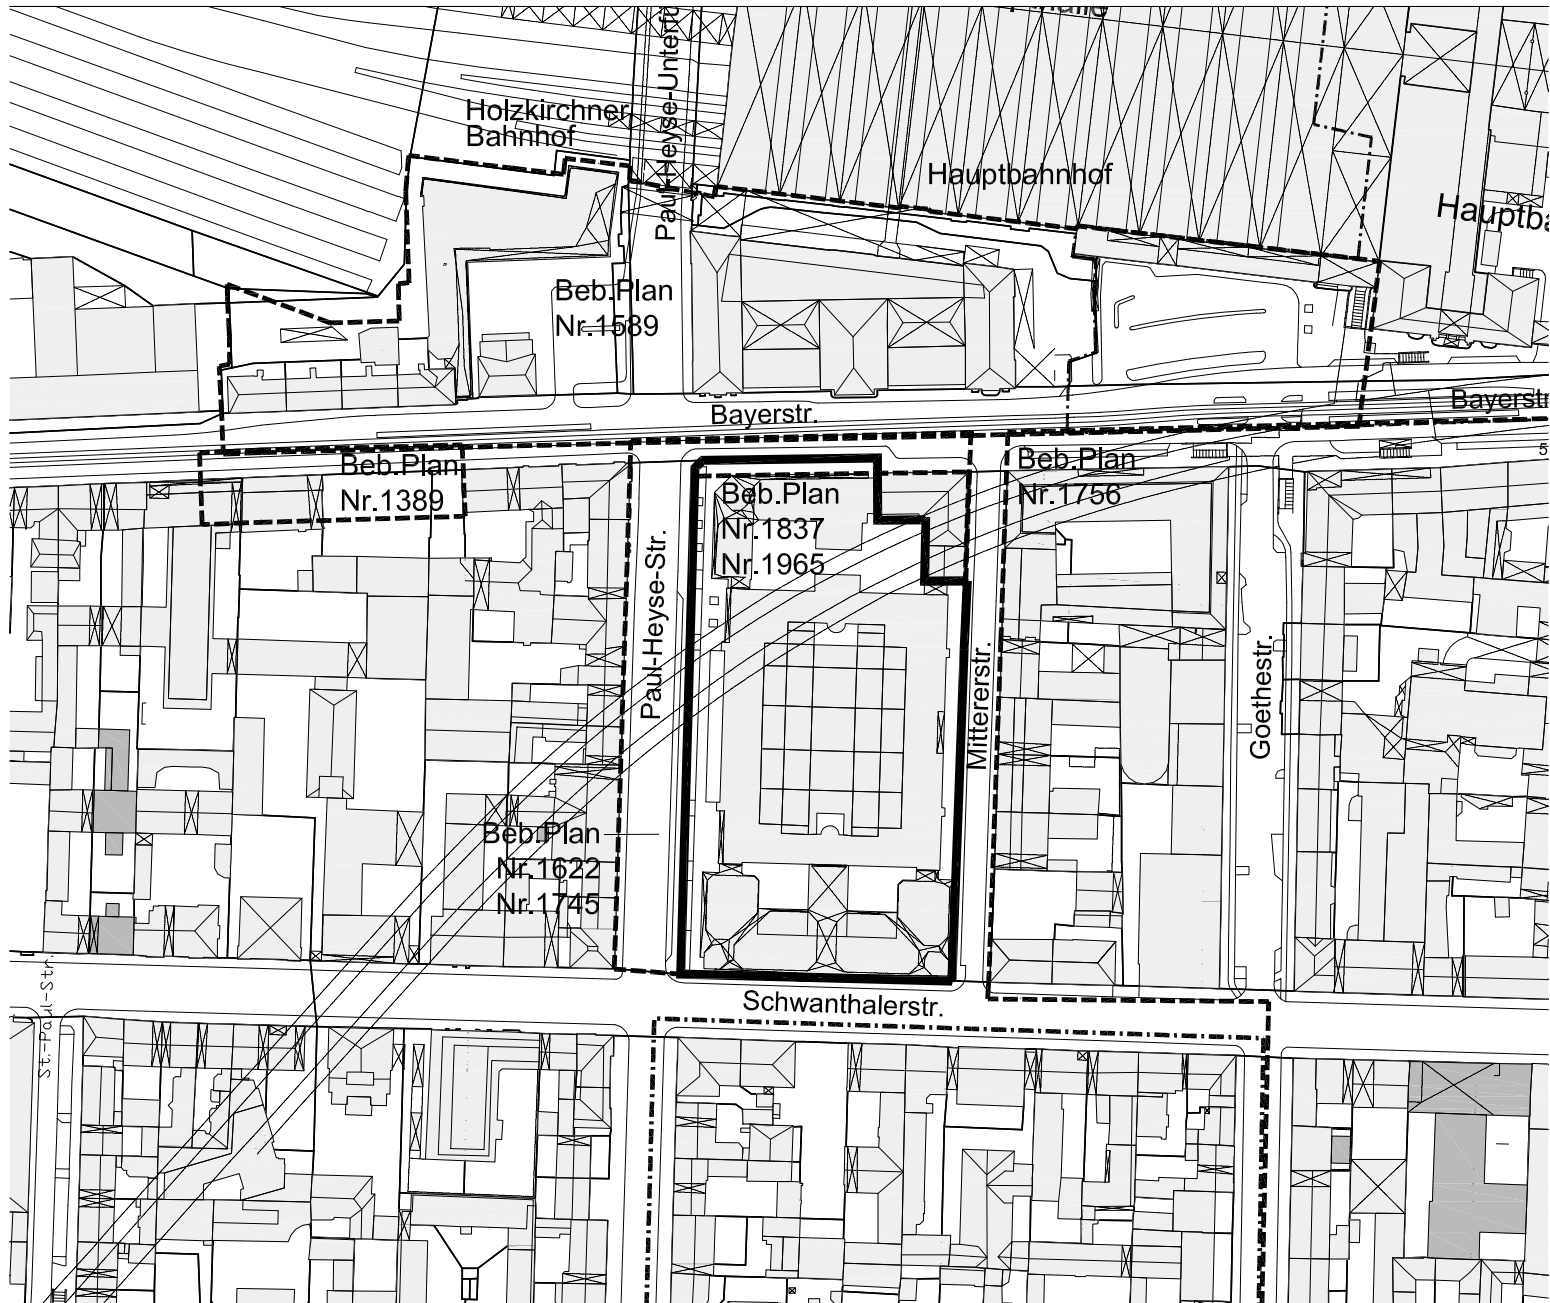 Paul-Heyse-Unterfü
Holzkirchner
Bahnhof
Hauptbahnhof
Hauptba
Beb.Plan
Nr.1589
Bayerstr.
Bayerstr
Beb.Plan
Nr.1389
Beb.Plan
Nr.1837
Nr.1965
Beb.Plan
Nr.1756
5
Paul-Heyse-Str.
Mittererstr.
Goethestr.
Beb.Plan
Nr.1622
Nr.1745
St.-Paul-Str.
Schwanthalerstr.